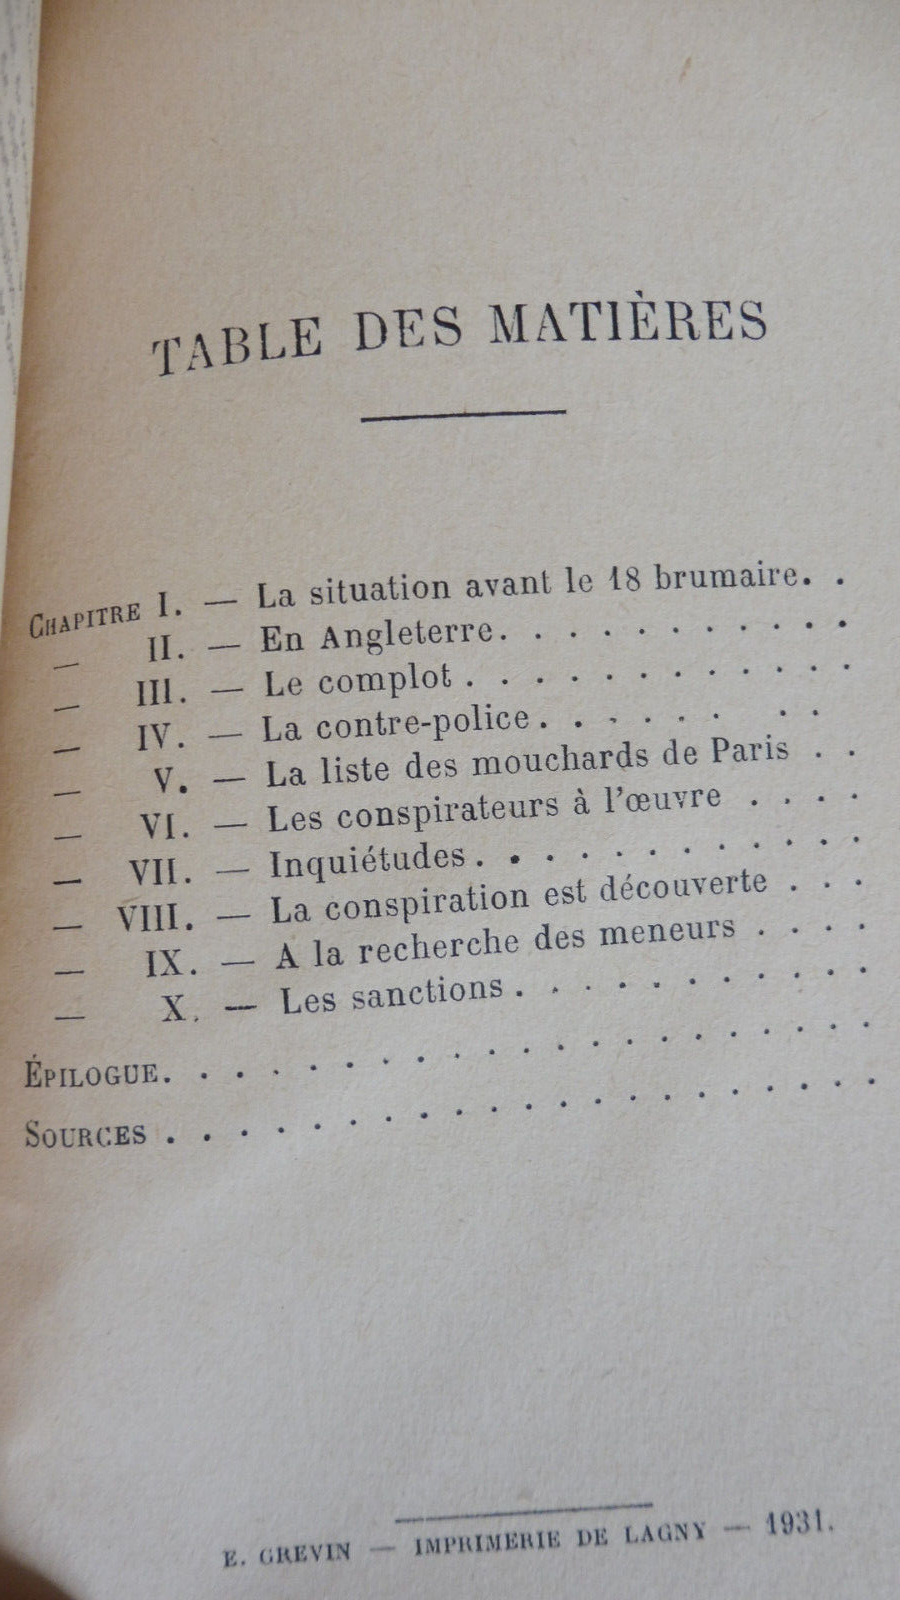 TABLE DES MATIÈRES
CHAPITRE I. — La situation avant le 18 brumaire. .
— II. — En Angleterre. . . . . . . . . . .
— III. — Le complot . . . . . . . . . . . .
— IV. — La contre-police. . . . . . . . .
— V. — La liste des mouchards de Paris . .
— VI. — Les conspirateurs à l'œuvre . . . .
— VII. — Inquiétudes. . . . . . . . . . . .
— VIII. — La conspiration est découverte . . .
— IX. — A la recherche des meneurs . . . .
— X. — Les sanctions. . . . . . . . . . .
ÉPILOGUE. . . . . . . . . . . . . . . . . . . .
SOURCES . . . . . . . . . . . . . . . . . . . .
E. GREVIN — IMPRIMERIE DE LAGNY — 1931.